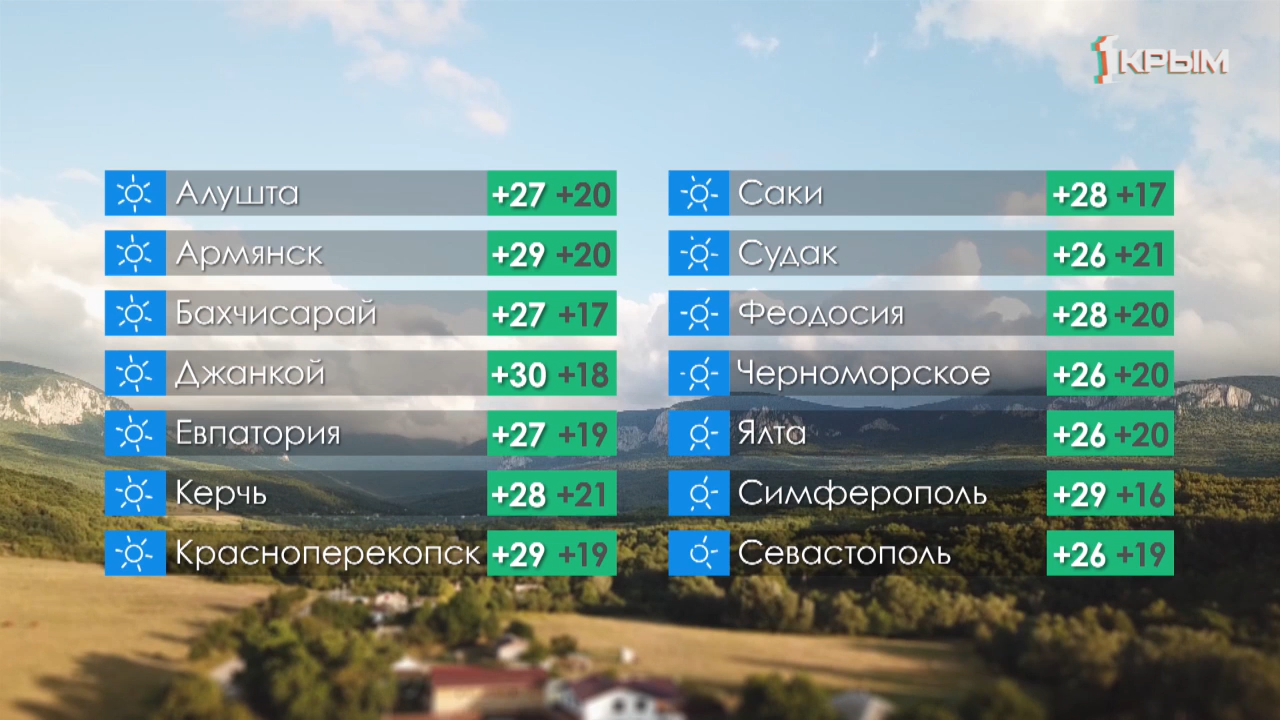 1КРЫМ
Алушта +27 +20
Армянск +29 +20
Бахчисарай +27 +17
Джанкой +30 +18
Евпатория +27 +19
Керчь +28 +21
Красноперекопск +29 +19
Саки +28 +17
Судак +26 +21
Феодосия +28 +20
Черноморское +26 +20
Ялта +26 +20
Симферополь +29 +16
Севастополь +26 +19